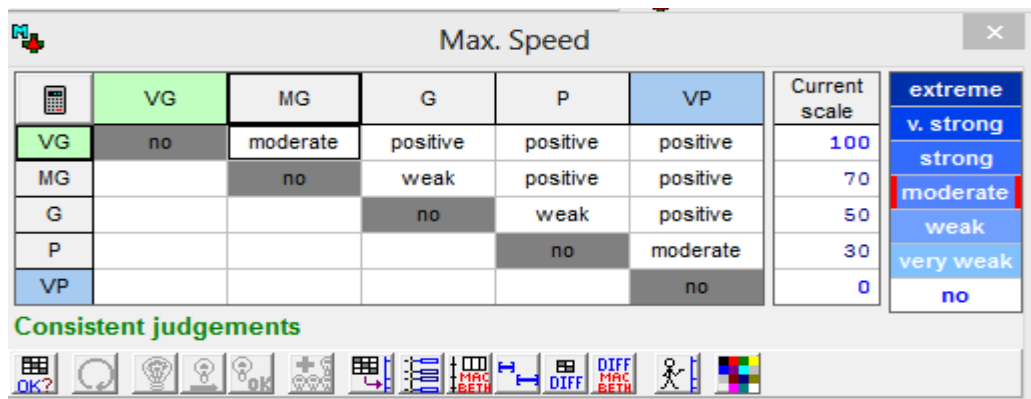 Max. Speed
VG MG G P VP Current scale
VG no moderate positive positive positive 100
MG no weak positive positive 70
G no weak positive 50
P no moderate 30
VP no 0
extreme
v. strong
strong
moderate
weak
very weak
no
Consistent judgements
OK? OK MAC BETH DIFF DIFF MAC BETH